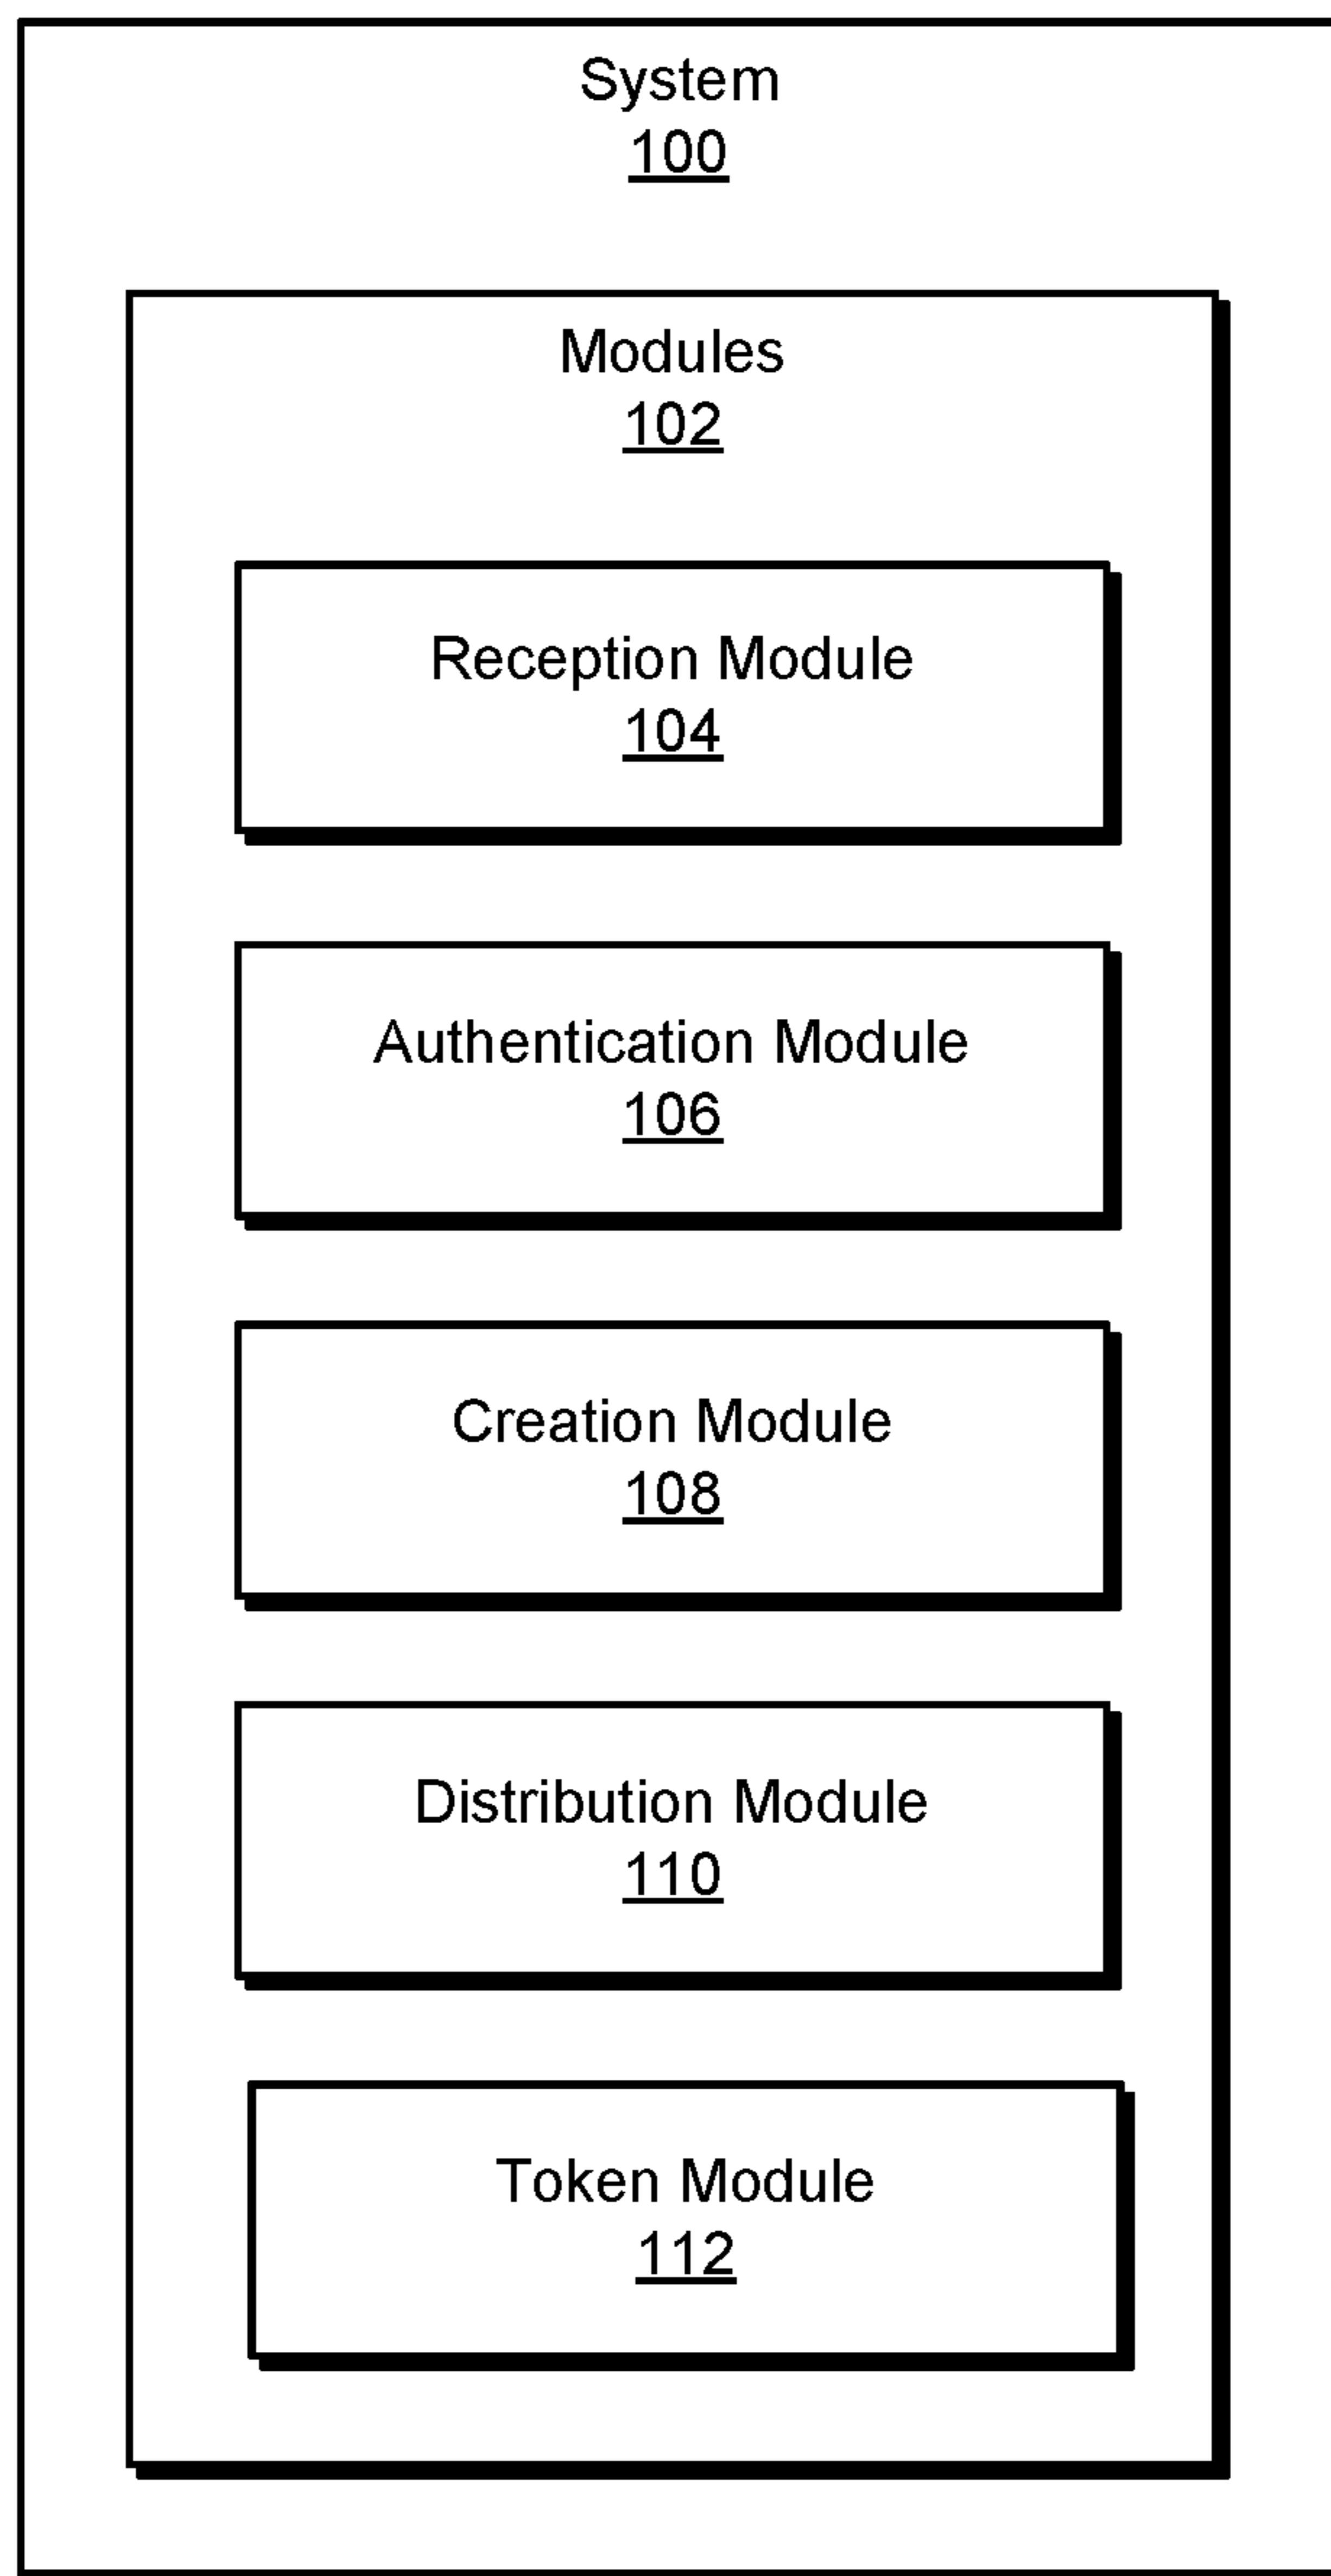 System
100
Modules
102
Reception Module
104
Authentication Module
106
Creation Module
108
Distribution Module
110
Token Module
112